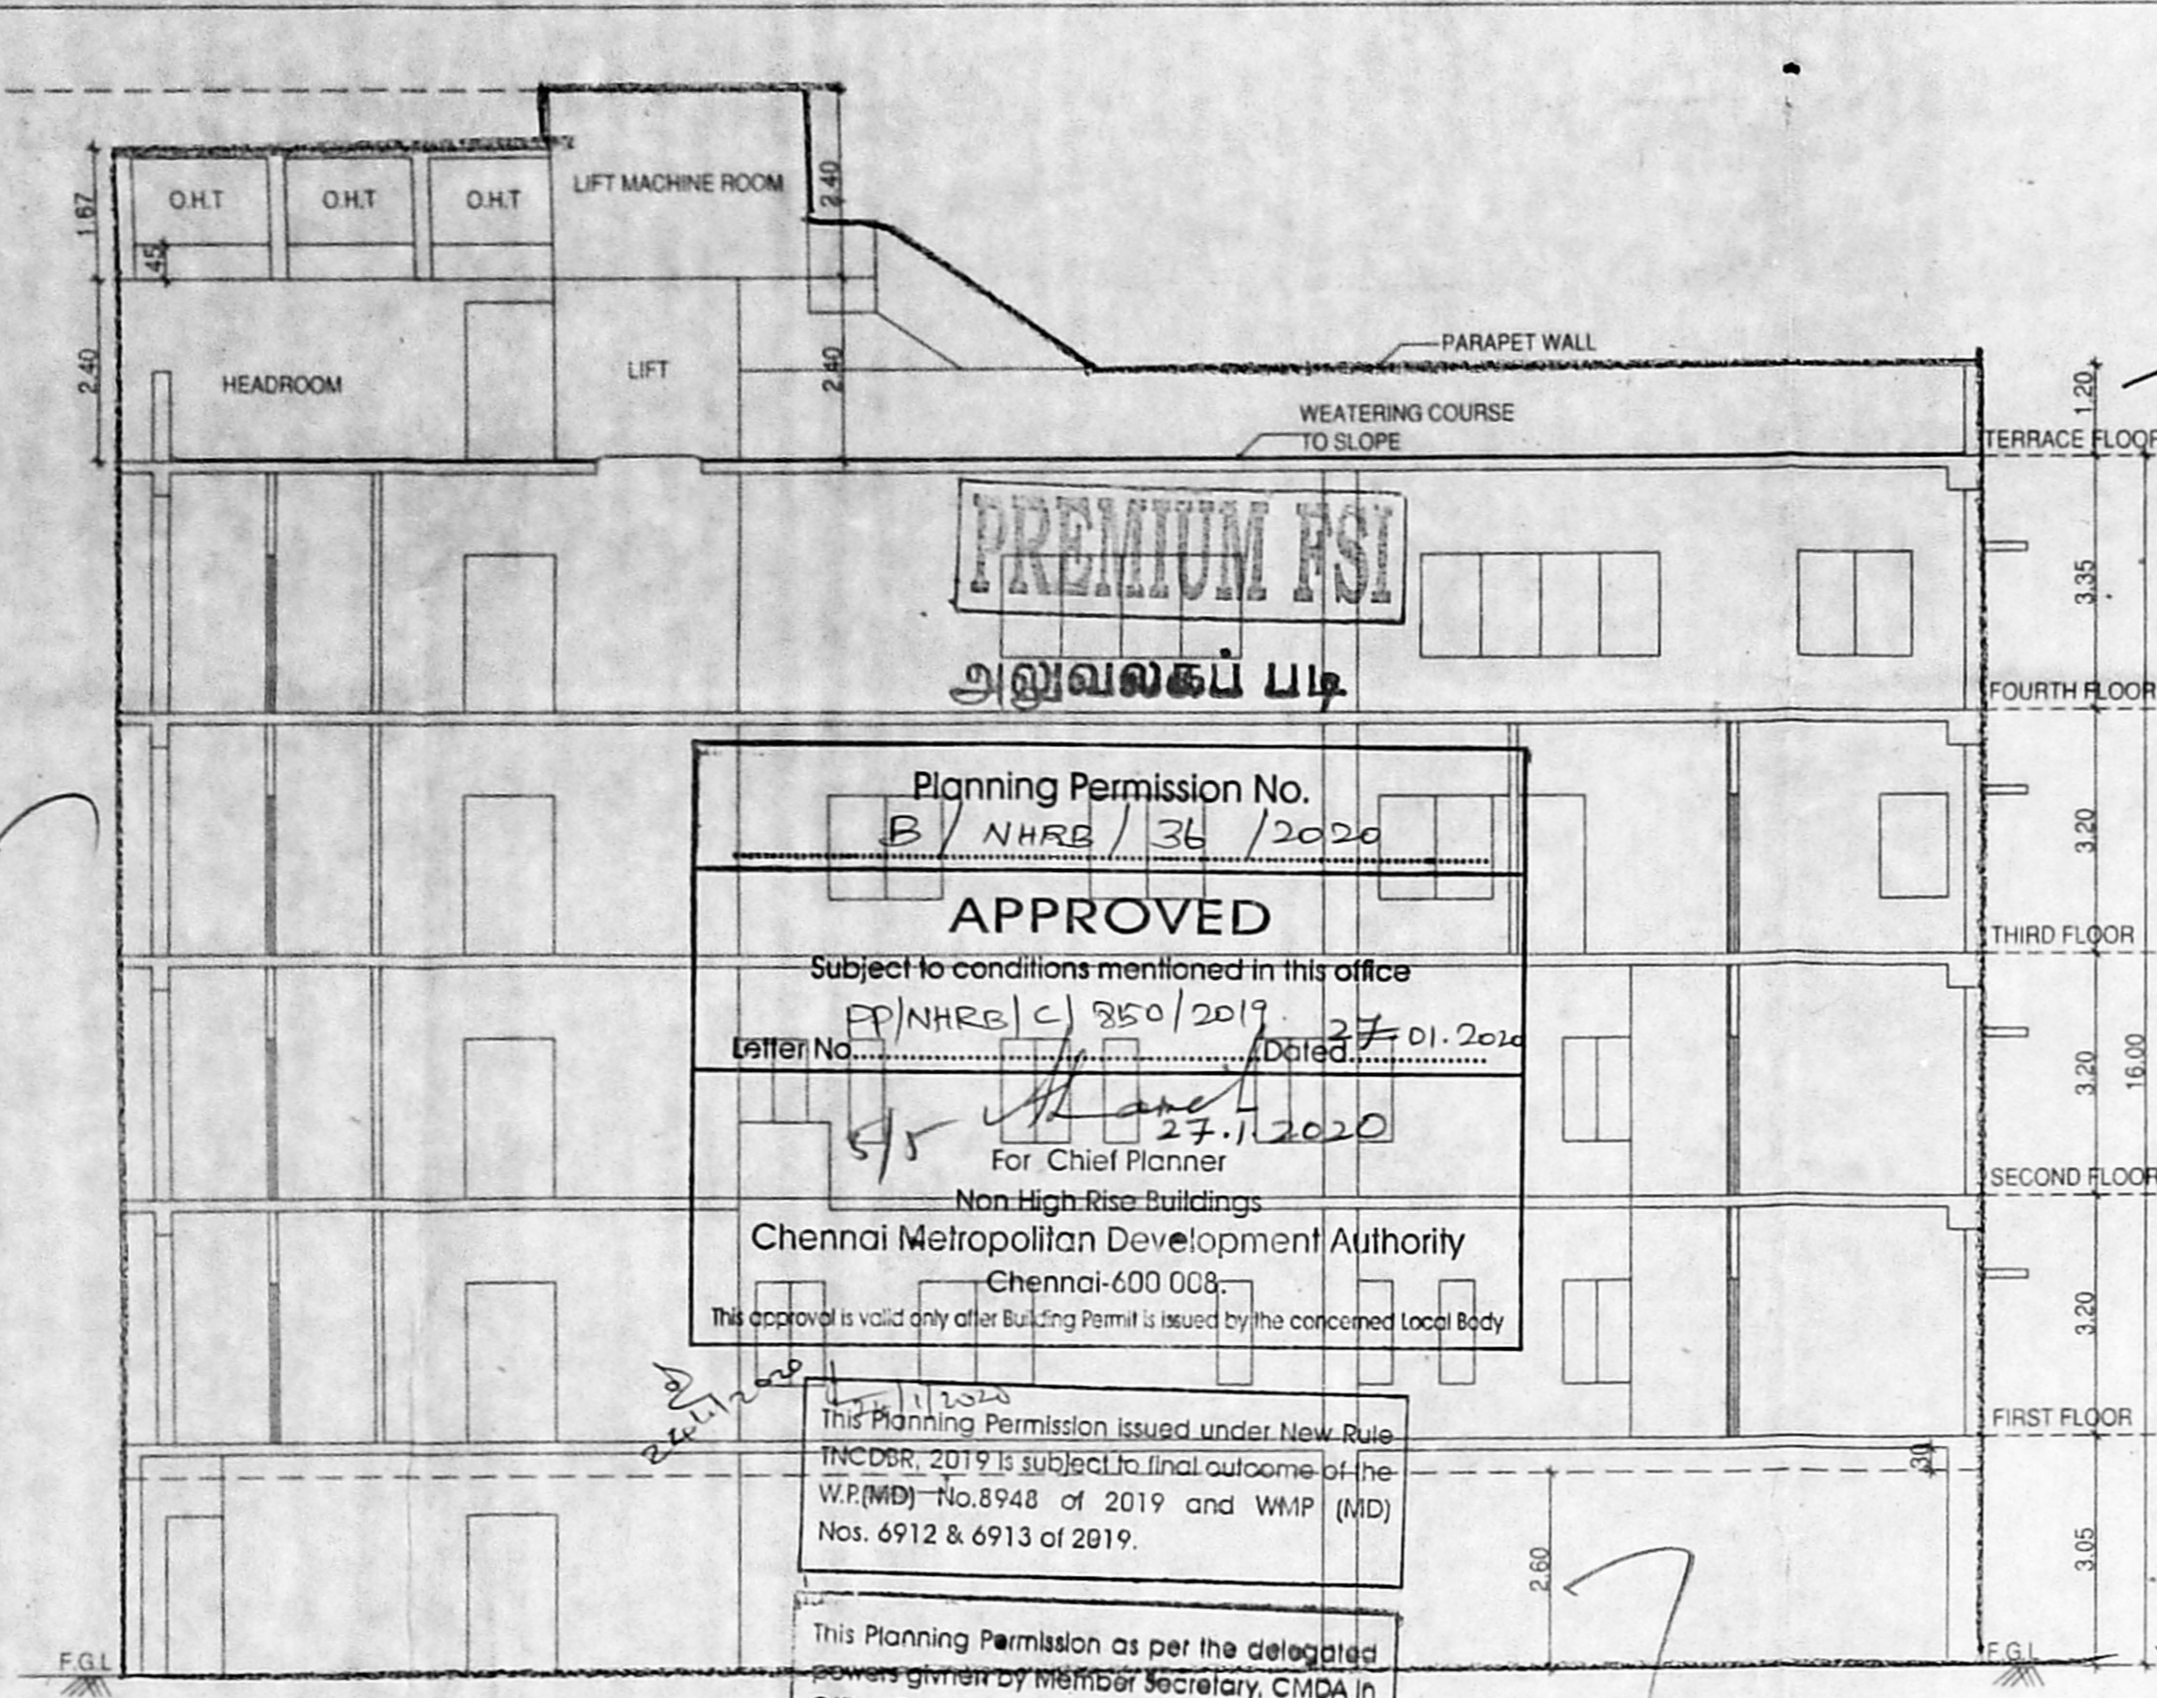 O.H.T
O.H.T
O.H.T
LIFT MACHINE ROOM
2.40
1.67
.45
HEADROOM
2.40
LIFT
2.40
PARAPET WALL
WEATERING COURSE
TO SLOPE
1.20
TERRACE FLOOR
PREMIUM FSI
3.35
அலுவலகப் படி
FOURTH FLOOR
Planning Permission No.
B / NHRB / 36 / 2020
3.20
APPROVED
THIRD FLOOR
Subject to conditions mentioned in this office
PP/NHRB/C/ 850/2019 27.01.2020
Letter No. Dated
3.20
16.00
27.1.2020
5/5
For Chief Planner
SECOND FLOOR
Non High Rise Buildings
Chennai Metropolitan Development Authority
Chennai-600 008.
This approval is valid only after Building Permit is issued by the concerned Local Body
3.20
/1/2020
FIRST FLOOR
This Planning Permission issued under New Rule
TNCDBR, 2019 is subject to final outcome of the
W.P.(MD) No.8948 of 2019 and WMP (MD)
Nos. 6912 & 6913 of 2019.
.30
2.60
3.05
This Planning Permission as per the delegated
powers givnen by Member Secretary, CMDA in
F.G.L
F.G.L